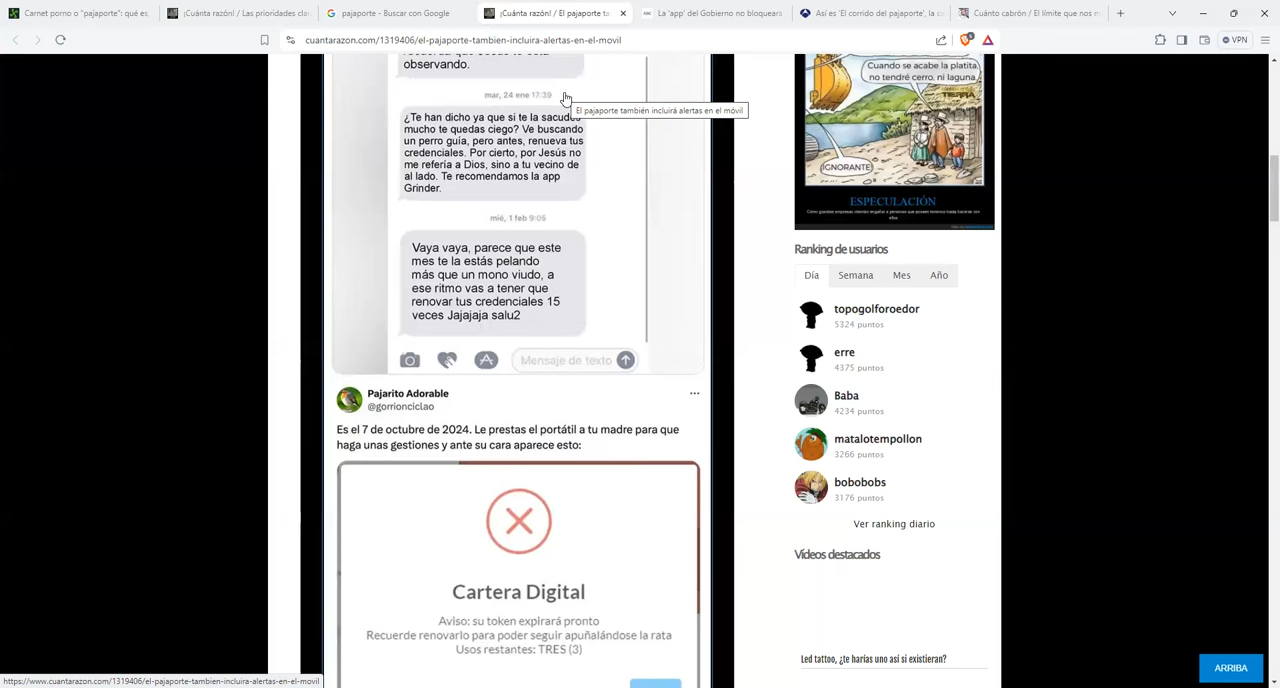 Carnet porno o "pajaporte": qué es,
¡Cuánta razón! / Las prioridades cla
pajaporte - Buscar con Google
¡Cuánta razón! / El pajaporte ta
La 'app' del Gobierno no bloqueará
Así es 'El corrido del pajaporte', la c
Cuánto cabrón / El límite que nos m
cuantarazon.com/1319406/el-pajaporte-tambien-incluira-alertas-en-el-movil
VPN
observando.
mar, 24 ene 17:39
El pajaporte también incluirá alertas en el móvil
¿Te han dicho ya que si te la sacudes
mucho te quedas ciego? Ve buscando
un perro guía, pero antes, renueva tus
credenciales. Por cierto, por Jesús no
me refería a Dios, sino a tu vecino de
al lado. Te recomendamos la app
Grinder.
mié, 1 feb 9:05
Vaya vaya, parece que este
mes te la estás pelando
más que un mono viudo, a
ese ritmo vas a tener que
renovar tus credenciales 15
veces Jajajaja salu2
Mensaje de texto
Pajarito Adorable
@gorrionciclao
Es el 7 de octubre de 2024. Le prestas el portátil a tu madre para que
haga unas gestiones y ante su cara aparece esto:
Cartera Digital
Aviso: su token expirará pronto
Recuerde renovarlo para poder seguir apuñalándose la rata
Usos restantes: TRES (3)
Cuando se acabe la platita,
no tendré cerro, ni laguna,
TIERRA
IGNORANTE
ESPECULACIÓN
Cómo grandes empresas intentan engañar a personas que poseen terrenos hasta hacerse con
ellos
Ranking de usuarios
Día
Semana
Mes
Año
topogolforoedor
5324 puntos
erre
4375 puntos
Baba
4234 puntos
matalotempollon
3266 puntos
bobobobs
3176 puntos
Ver ranking diario
Vídeos destacados
Led tattoo, ¿te harías uno así si existieran?
ARRIBA
https://www.cuantarazon.com/1319406/el-pajaporte-tambien-incluira-alertas-en-el-movil